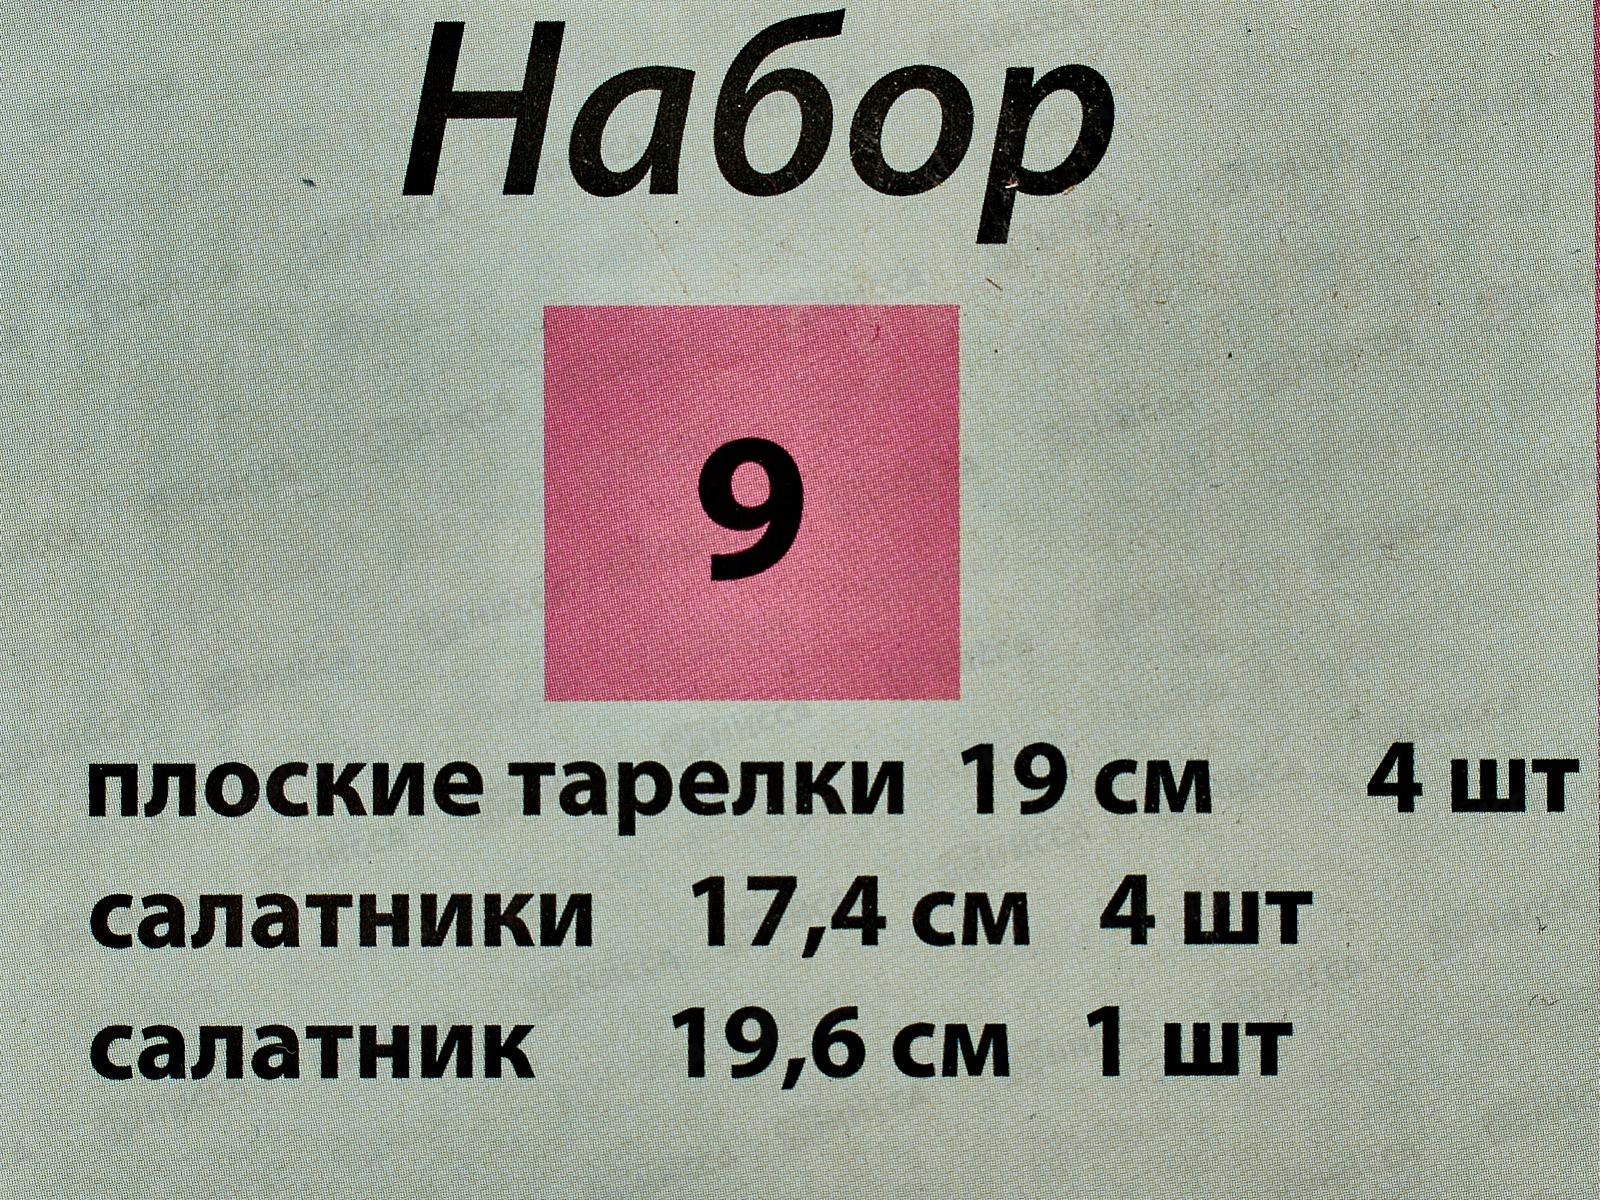 Набор
9
плоские тарелки 19 см 4 шт
салатники 17,4 см 4 шт
салатник 19,6 см 1 шт